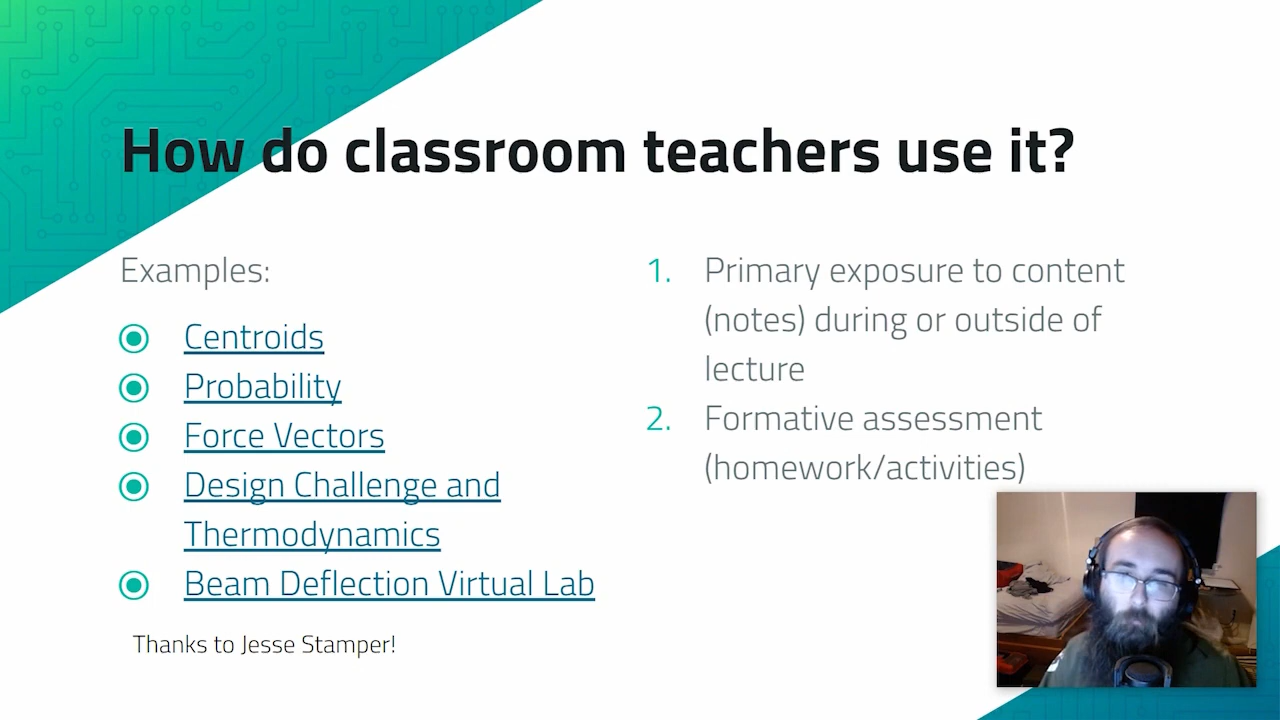 How do classroom teachers use it?
Examples:
Centroids
Probability
Force Vectors
Design Challenge and
Thermodynamics
Beam Deflection Virtual Lab
Thanks to Jesse Stamper!
1. Primary exposure to content
(notes) during or outside of
lecture
2. Formative assessment
(homework/activities)